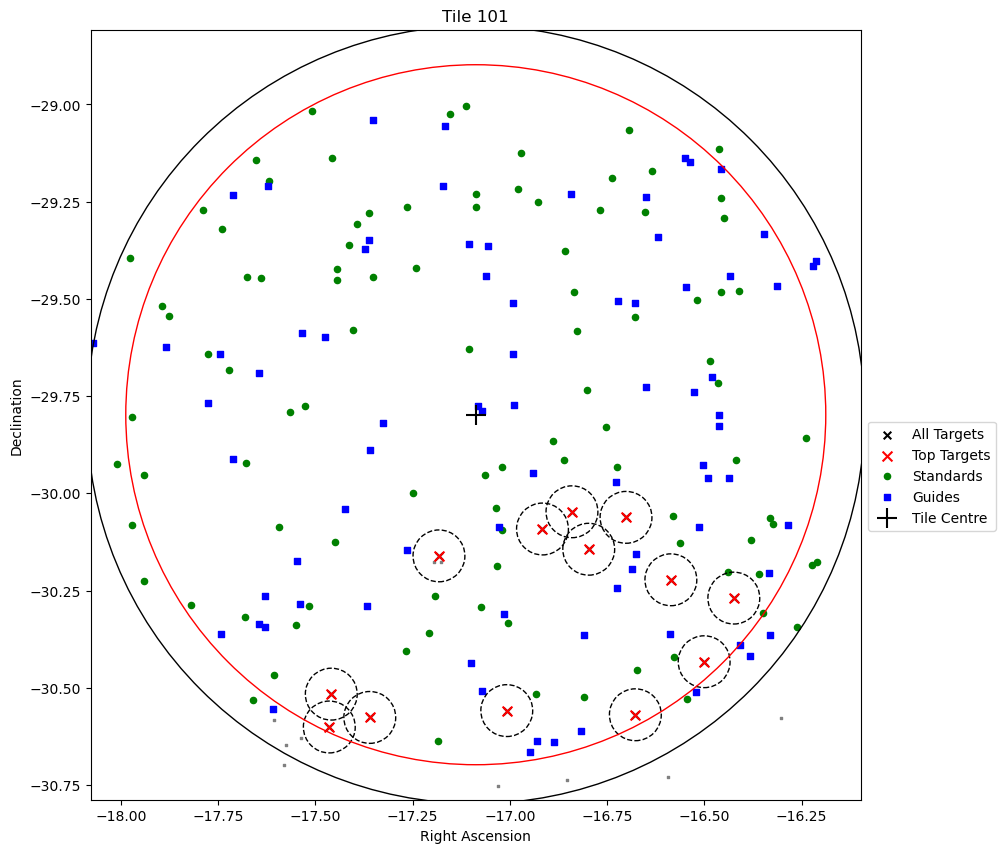 Tile 101
Declination
−29.00
−29.25
−29.50
−29.75
−30.00
−30.25
−30.50
−30.75
−18.00
−17.75
−17.50
−17.25
−17.00
−16.75
−16.50
−16.25
Right Ascension
All Targets
Top Targets
Standards
Guides
Tile Centre